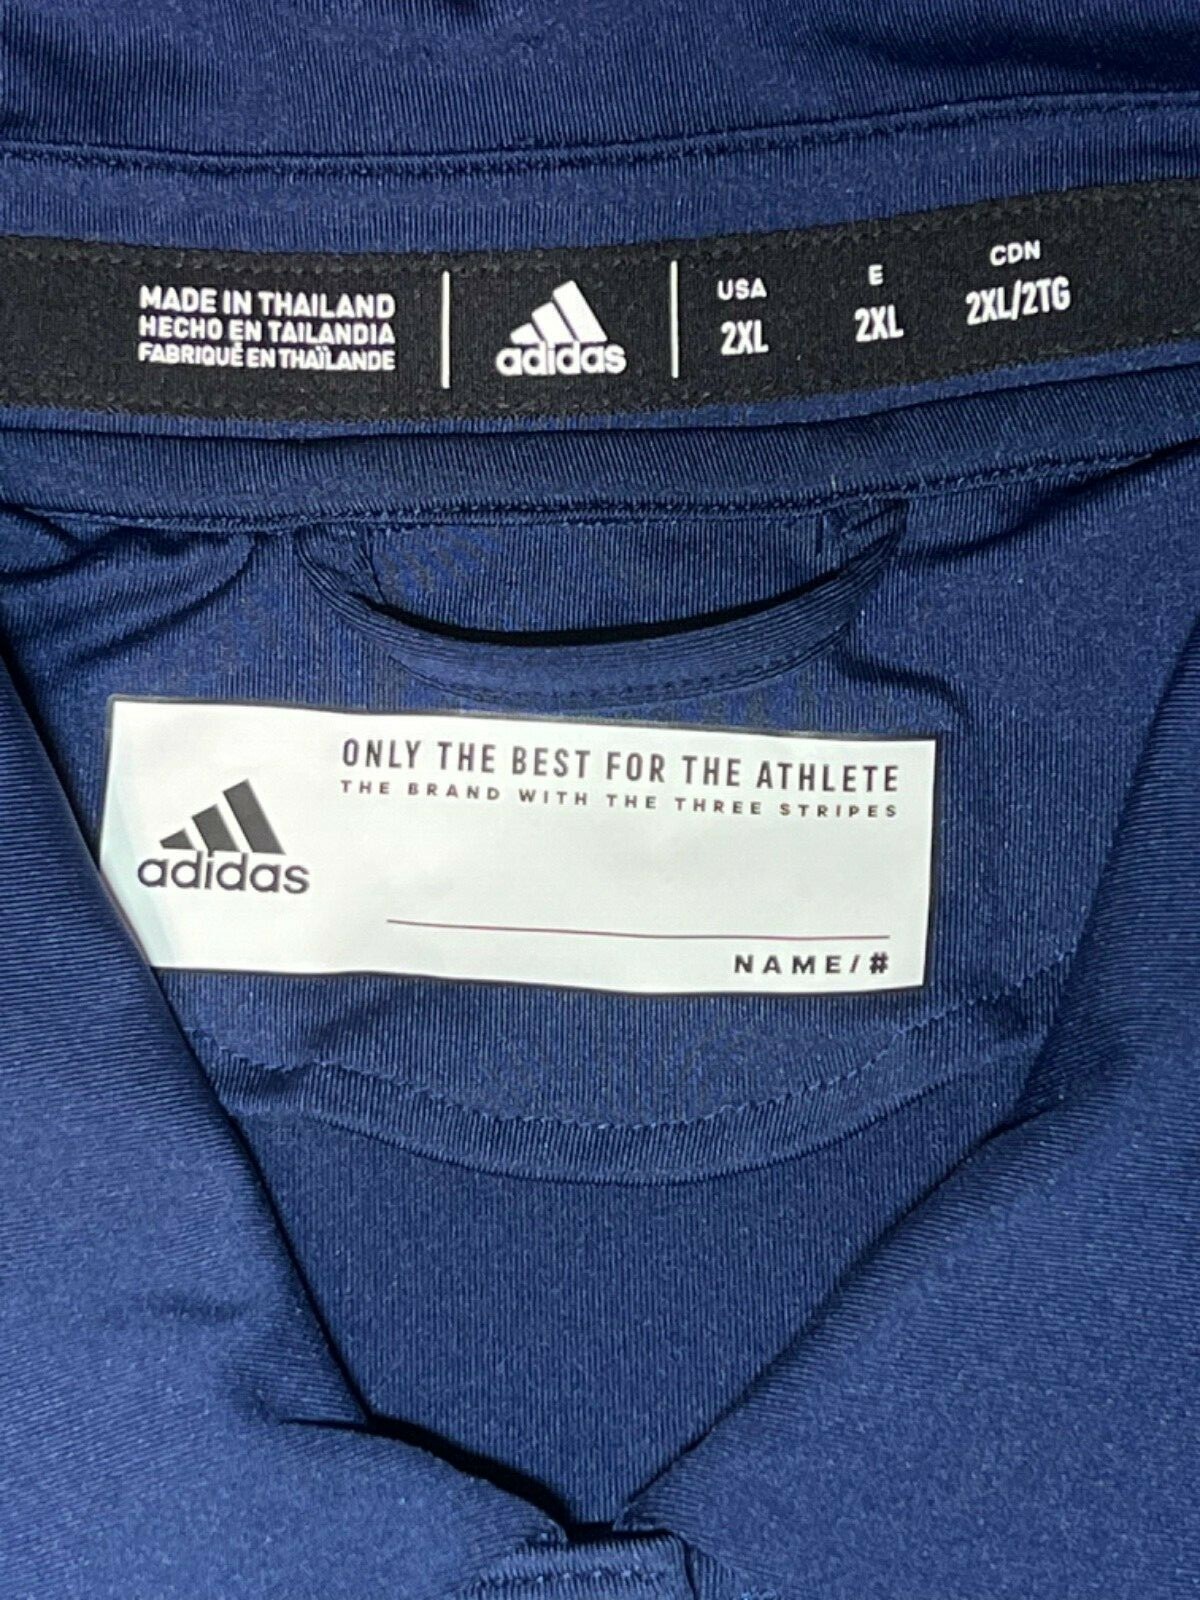 MADE IN THAILAND
HECHO EN TAILANDIA
FABRIQUÉ EN THAÏLANDE
adidas
USA
2XL
E
2XL
CDN
2XL/2TG
ONLY THE BEST FOR THE ATHLETE
THE BRAND WITH THE THREE STRIPES
adidas
NAME/#